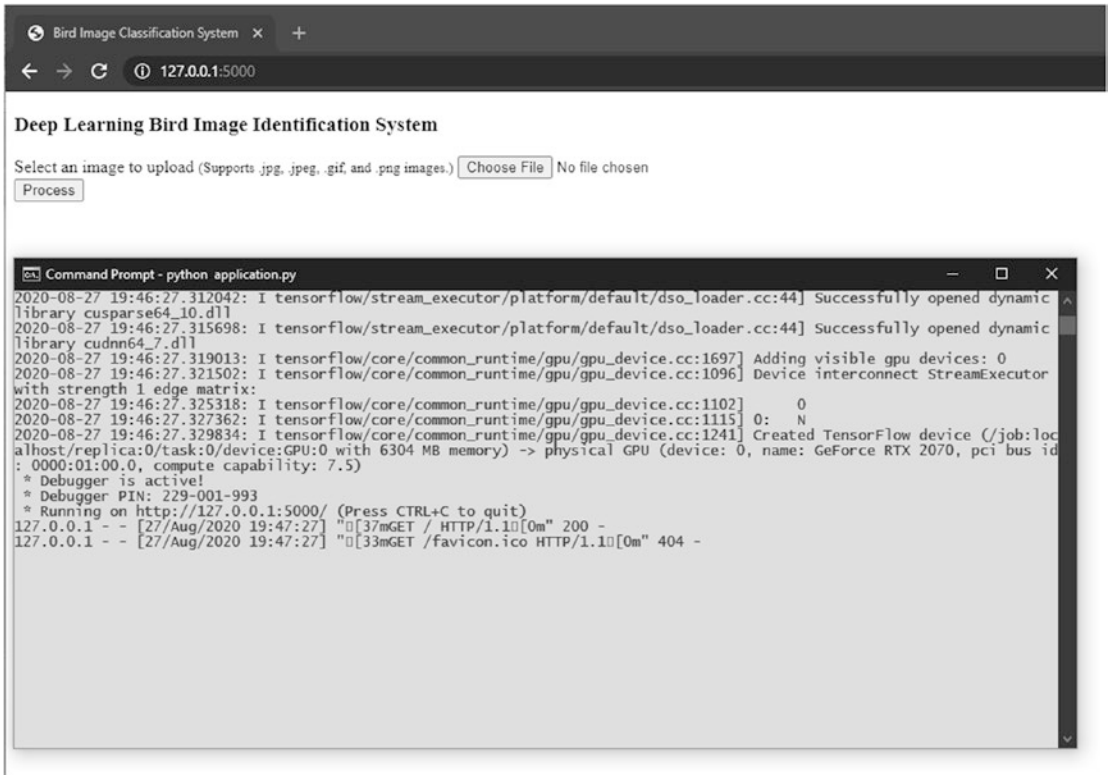 Bird Image Classification System
127.0.0.1:5000
Deep Learning Bird Image Identification System
Select an image to upload (Supports .jpg, .jpeg, .gif, and .png images.) Choose File No file chosen
Process
Command Prompt - python application.py
2020-08-27 19:46:27.312042: I tensorflow/stream_executor/platform/default/dso_loader.cc:44] Successfully opened dynamic
library cusparse64_10.dll
2020-08-27 19:46:27.315698: I tensorflow/stream_executor/platform/default/dso_loader.cc:44] Successfully opened dynamic
library cudnn64_7.dll
2020-08-27 19:46:27.319013: I tensorflow/core/common_runtime/gpu/gpu_device.cc:1697] Adding visible gpu devices: 0
2020-08-27 19:46:27.321502: I tensorflow/core/common_runtime/gpu/gpu_device.cc:1096] Device interconnect StreamExecutor
with strength 1 edge matrix:
2020-08-27 19:46:27.325318: I tensorflow/core/common_runtime/gpu/gpu_device.cc:1102] 0
2020-08-27 19:46:27.327362: I tensorflow/core/common_runtime/gpu/gpu_device.cc:1115] 0: N
2020-08-27 19:46:27.329834: I tensorflow/core/common_runtime/gpu/gpu_device.cc:1241] Created TensorFlow device (/job:loc
alhost/replica:0/task:0/device:GPU:0 with 6304 MB memory) -> physical GPU (device: 0, name: GeForce RTX 2070, pci bus id
: 0000:01:00.0, compute capability: 7.5)
* Debugger is active!
* Debugger PIN: 229-001-993
* Running on http://127.0.0.1:5000/ (Press CTRL+C to quit)
127.0.0.1 - - [27/Aug/2020 19:47:27] "▯[37mGET / HTTP/1.1▯[0m" 200 -
127.0.0.1 - - [27/Aug/2020 19:47:27] "▯[33mGET /favicon.ico HTTP/1.1▯[0m" 404 -